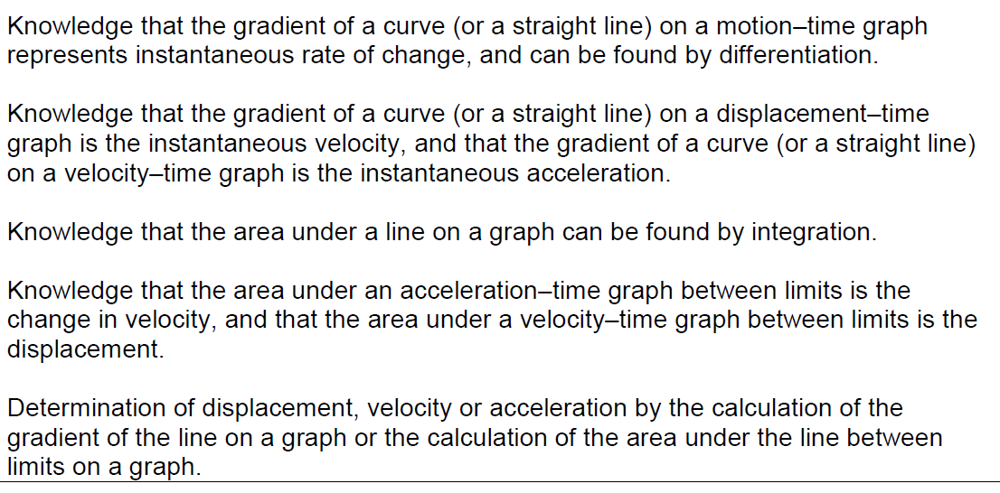 Knowledge that the gradient of a curve (or a straight line) on a motion–time graph
represents instantaneous rate of change, and can be found by differentiation.
Knowledge that the gradient of a curve (or a straight line) on a displacement–time
graph is the instantaneous velocity, and that the gradient of a curve (or a straight line)
on a velocity–time graph is the instantaneous acceleration.
Knowledge that the area under a line on a graph can be found by integration.
Knowledge that the area under an acceleration–time graph between limits is the
change in velocity, and that the area under a velocity–time graph between limits is the
displacement.
Determination of displacement, velocity or acceleration by the calculation of the
gradient of the line on a graph or the calculation of the area under the line between
limits on a graph.